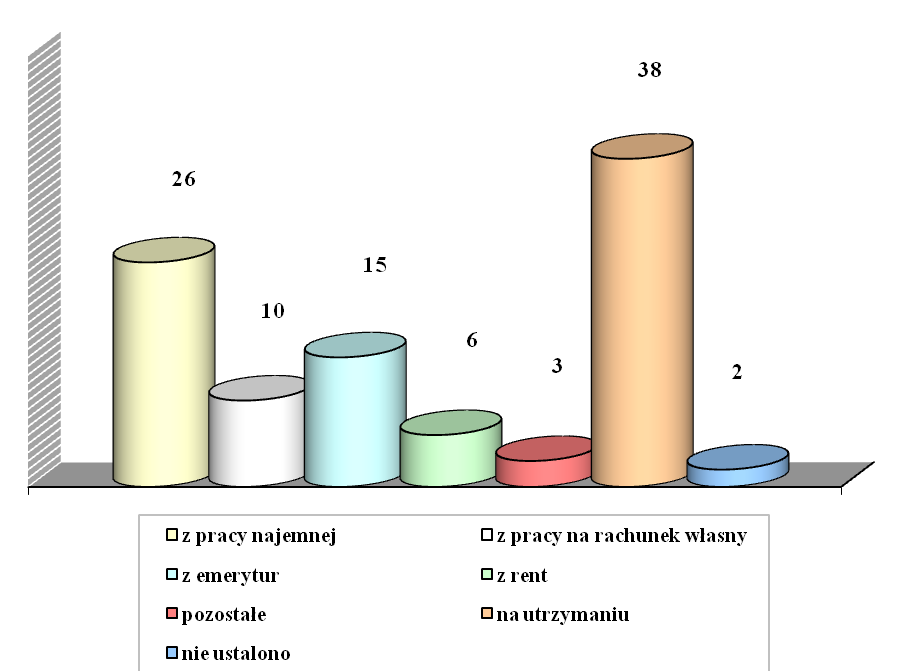 38
26
15
10
6
3
2
z pracy najemnej z pracy na rachunek własny
z emerytur z rent
pozostałe na utrzymaniu
nie ustalono